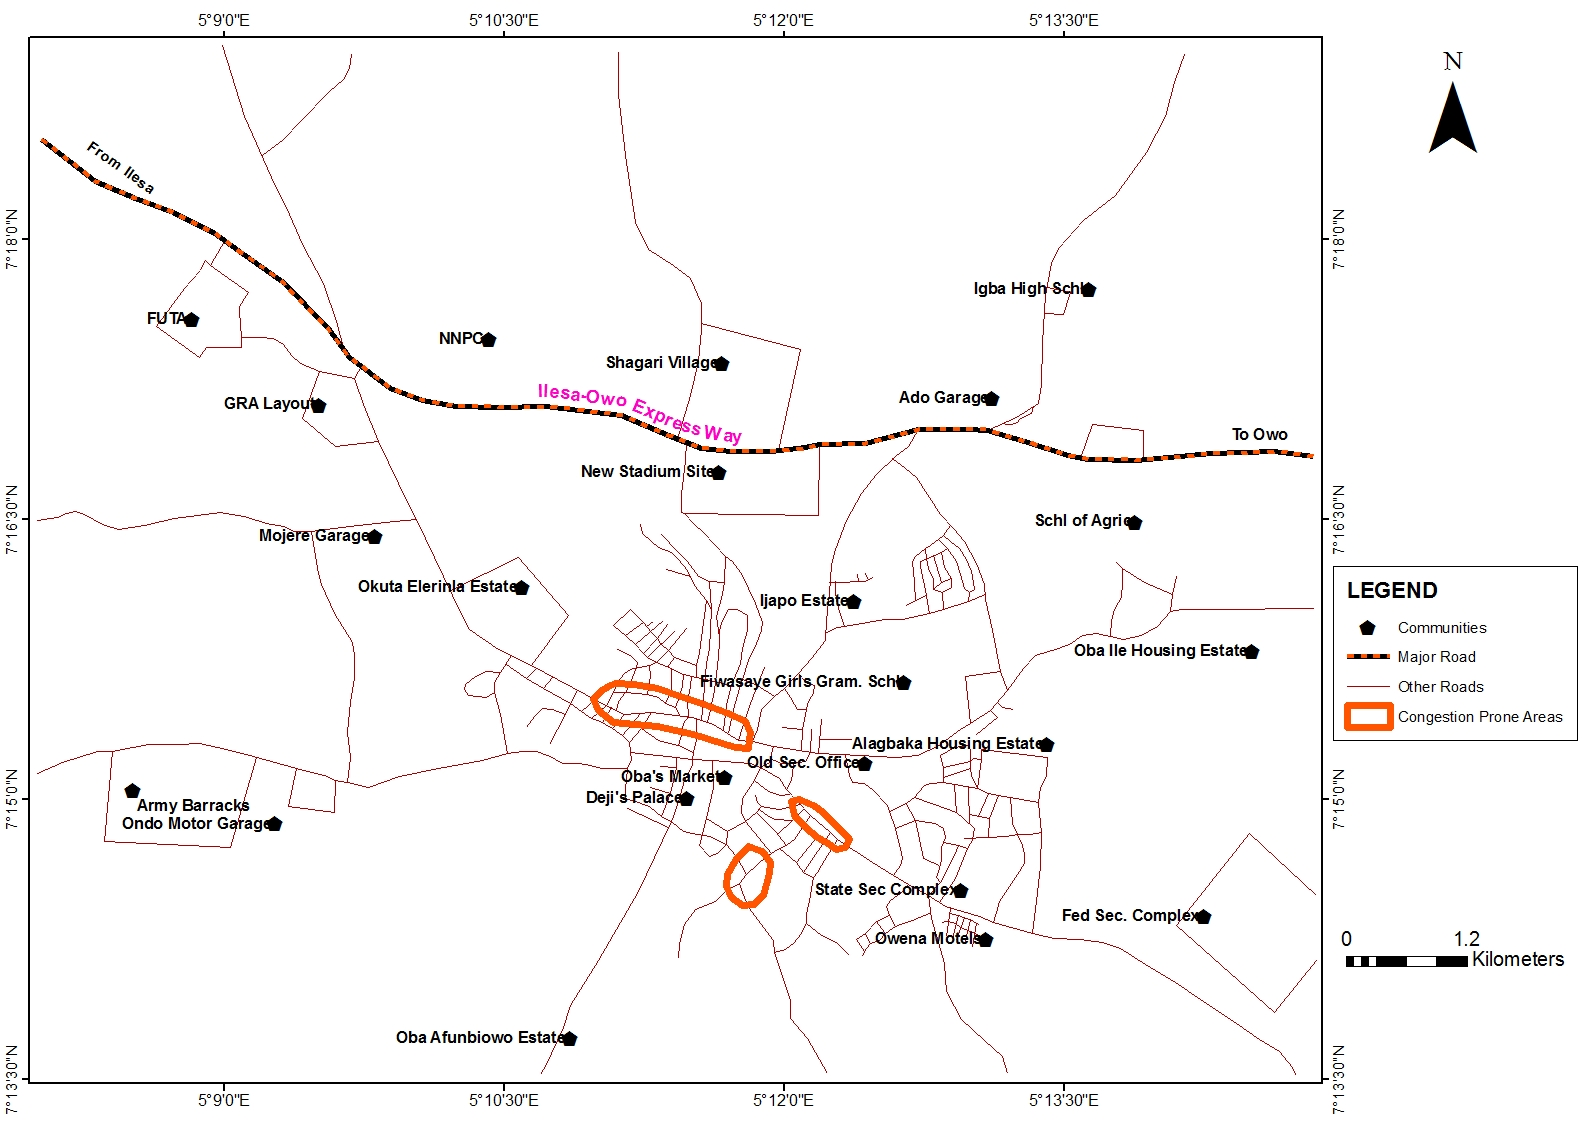 5°9'0"E
5°10'30"E
5°12'0"E
5°13'30"E
N
From Ilesa
7°18'0"N
7°18'0"N
Igba High Schl
FUTA
NNPC
Shagari Village
Ilesa-Owo Express Way
GRA Layout
Ado Garage
To Owo
New Stadium Site
7°16'30"N
7°16'30"N
Schl of Agric
Mojere Garage
Okuta Elerinla Estate
Ijapo Estate
LEGEND
Communities
Major Road
Other Roads
Congestion Prone Areas
Oba Ile Housing Estate
Fiwasaye Girls Gram. Schl
Alagbaka Housing Estate
Old Sec. Office
Oba's Market
Deji's Palace
7°15'0"N
7°15'0"N
Army Barracks
Ondo Motor Garage
State Sec Complex
Fed Sec. Complex
Owena Motels
0 1.2
Kilometers
Oba Afunbiowo Estate
7°13'30"N
7°13'30"N
5°9'0"E
5°10'30"E
5°12'0"E
5°13'30"E